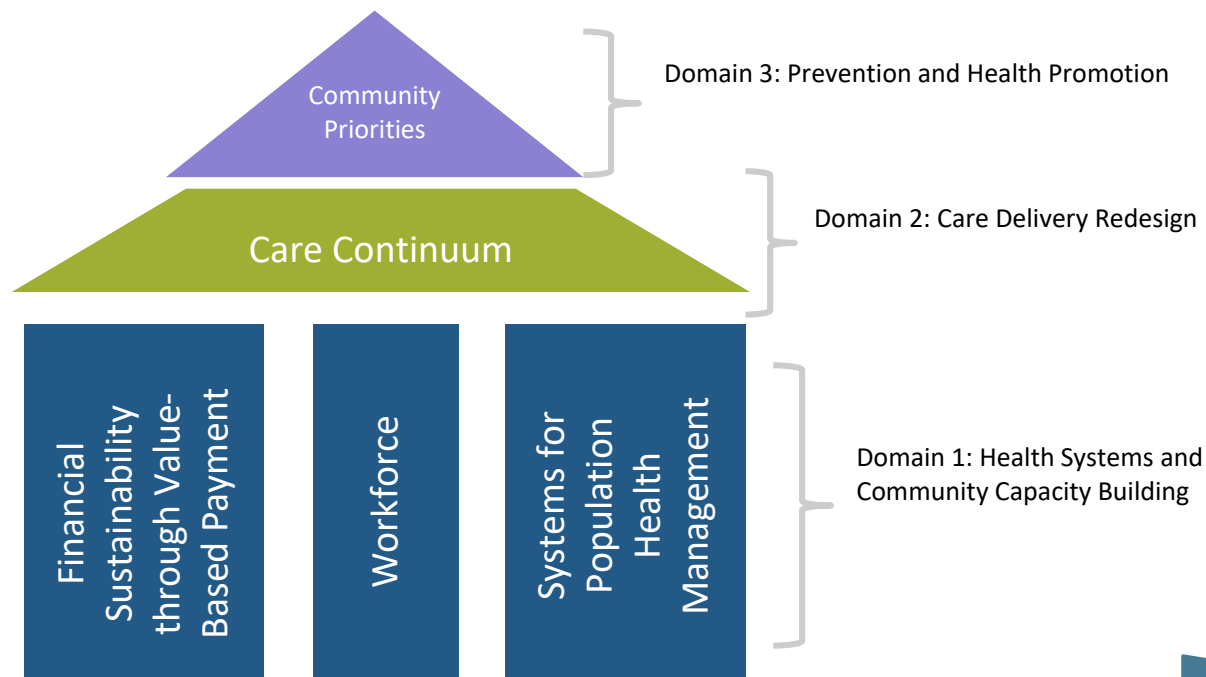 Community
Priorities
Domain 3: Prevention and Health Promotion
Care Continuum
Domain 2: Care Delivery Redesign
Financial
Sustainability
through Value-
Based Payment
Workforce
Systems for
Population
Health
Management
Domain 1: Health Systems and
Community Capacity Building